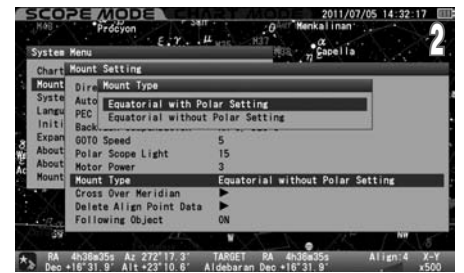 SCOPE MODE 2011/07/05 14:32:17
Procyon Menkalinan
2
Capella
System Menu
Chart Mount Setting
Mount Dire Mount Type
Syste Auto Equatorial with Polar Setting
Langu PEC Equatorial without Polar Setting
Initi
Expan GOTO Speed 5
About Polar Scope Light 15
About Motor Power 3
Mount Mount Type Equatorial without Polar Setting
Cross Over Meridian ▶
Delete Align Point Data ▶
Following Object ON
W NW
RA 4h36m35s Az 272°17.3' TARGET RA 4h36m35s Align:4 X-Y
Dec +16°31.9' Alt +23°10.6' Aldebaran Dec +16°31.9' x500